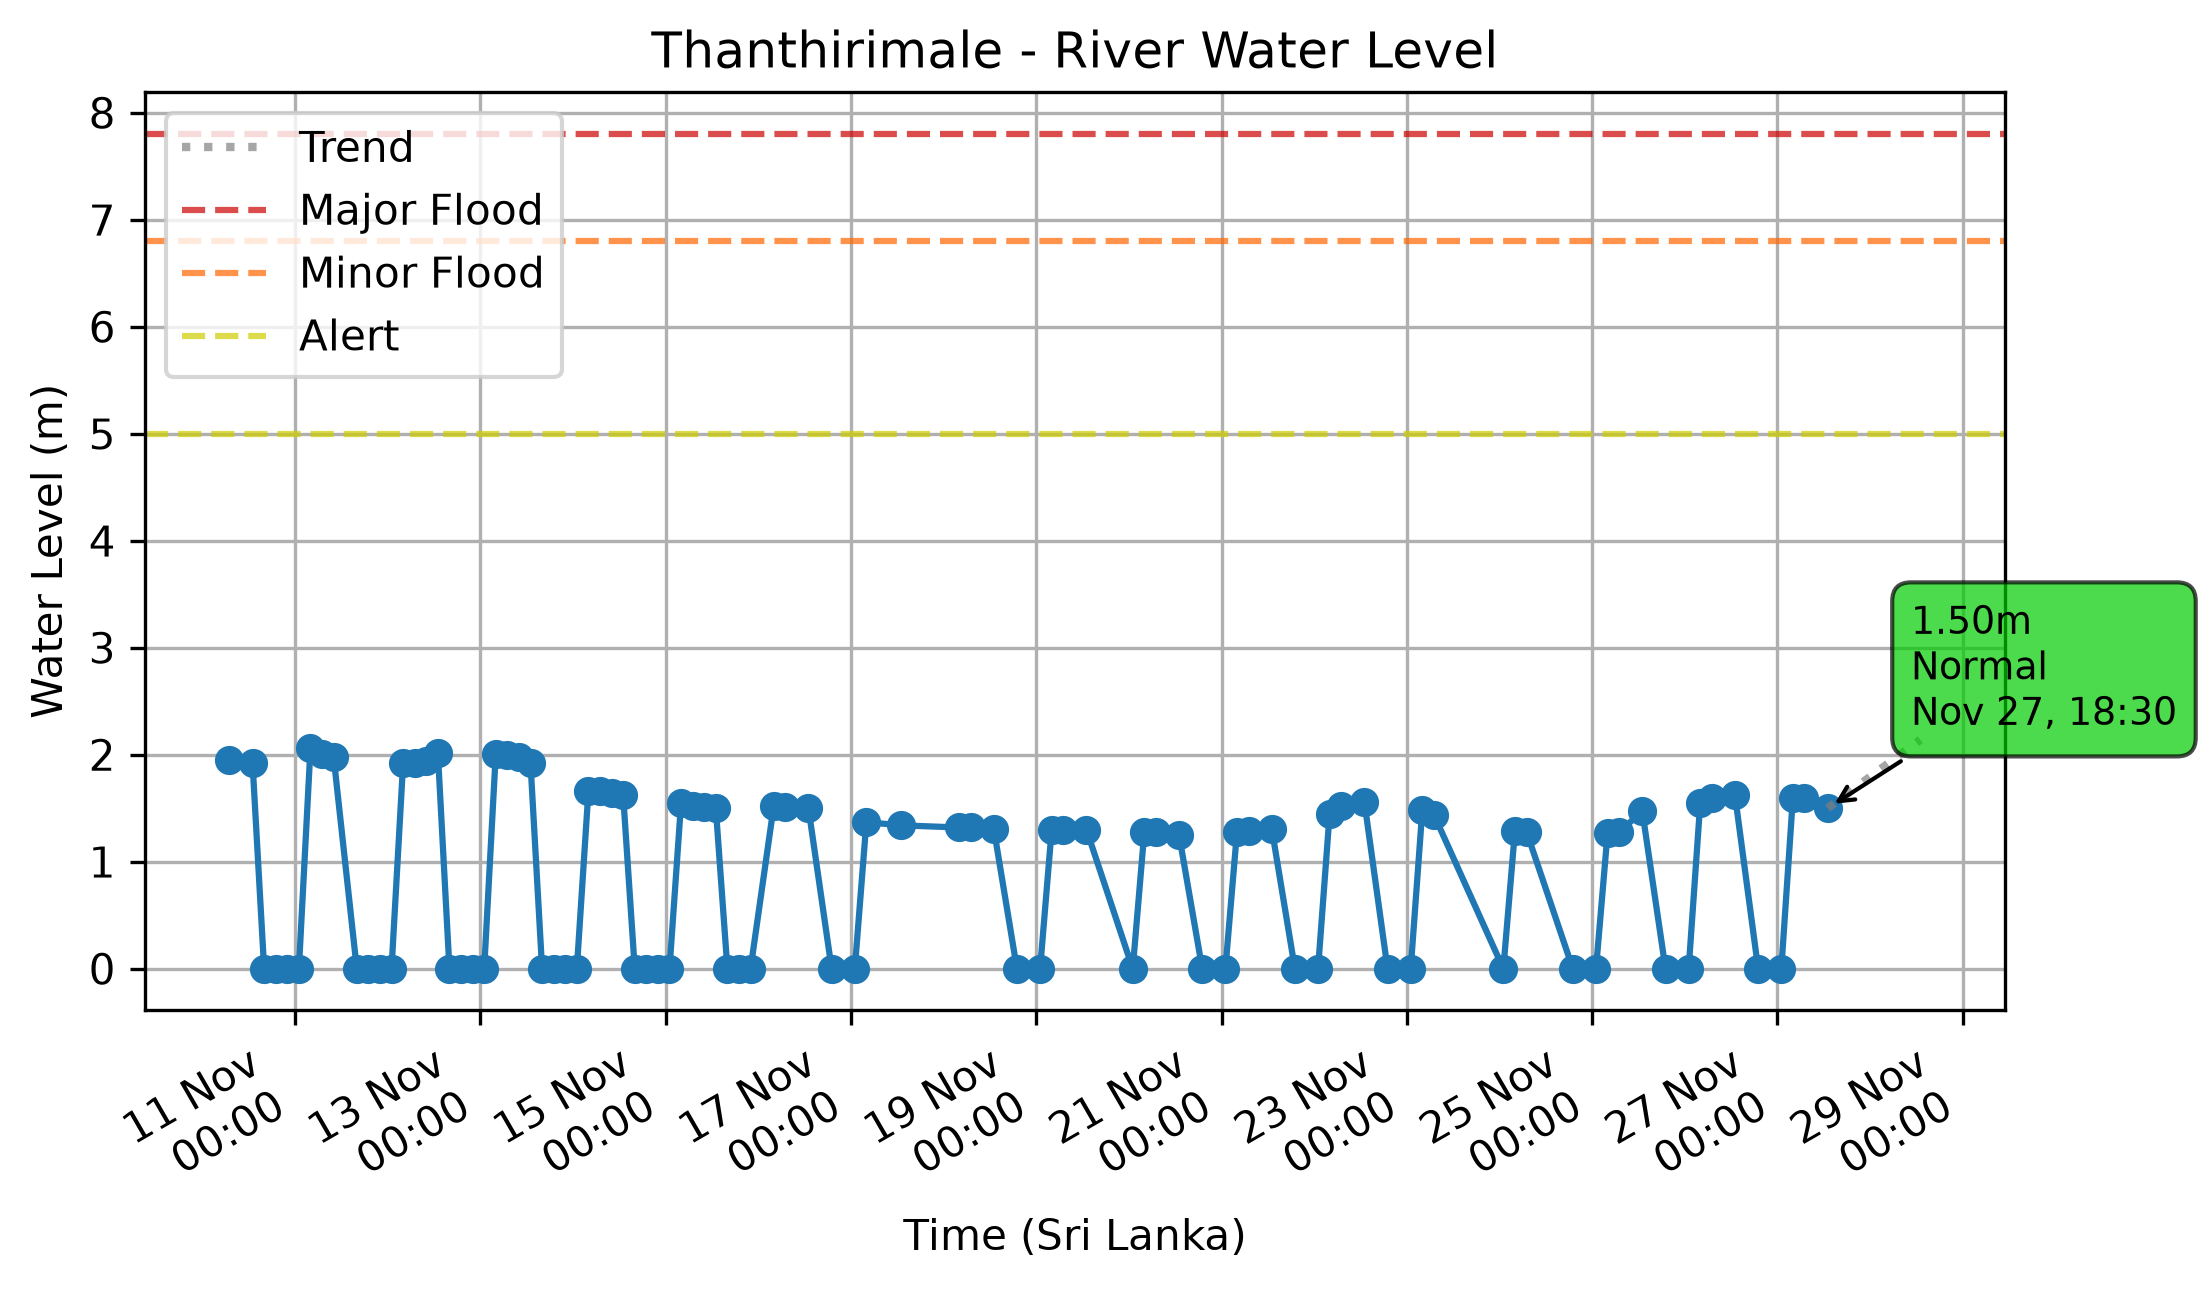 Thanthirimale - River Water Level
Trend
Major Flood
Minor Flood
Alert
Water Level (m)
8
7
6
5
4
3
2
1
0
1.50m
Normal
Nov 27, 18:30
11 Nov
00:00
13 Nov
00:00
15 Nov
00:00
17 Nov
00:00
19 Nov
00:00
21 Nov
00:00
23 Nov
00:00
25 Nov
00:00
27 Nov
00:00
29 Nov
00:00
Time (Sri Lanka)